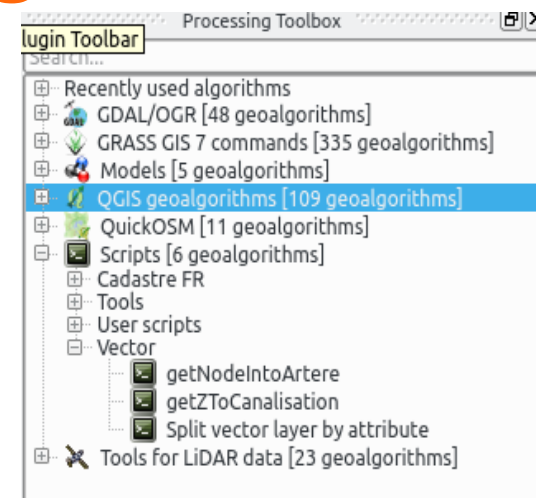 Processing Toolbox
lugin Toolbar
Search...
Recently used algorithms
GDAL/OGR [48 geoalgorithms]
GRASS GIS 7 commands [335 geoalgorithms]
Models [5 geoalgorithms]
QGIS geoalgorithms [109 geoalgorithms]
QuickOSM [11 geoalgorithms]
Scripts [6 geoalgorithms]
Cadastre FR
Tools
User scripts
Vector
getNodeIntoArtere
getZToCanalisation
Split vector layer by attribute
Tools for LiDAR data [23 geoalgorithms]